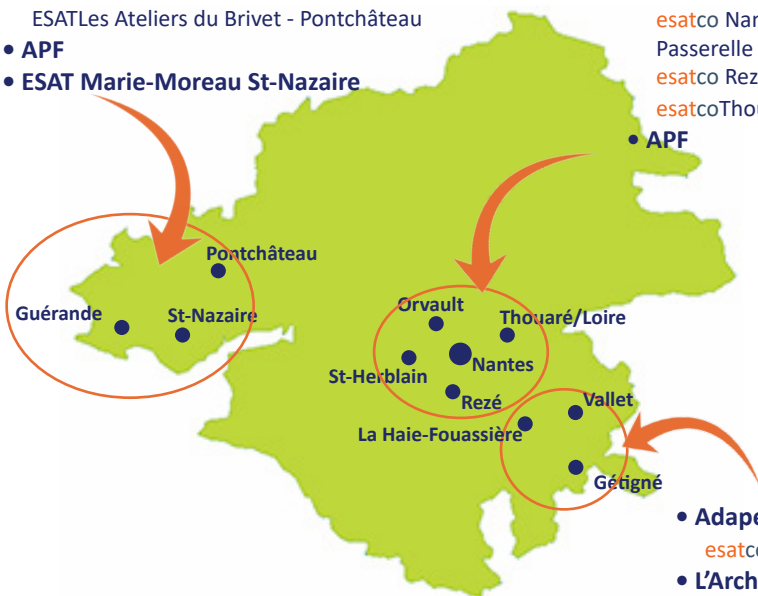 ESATLes Ateliers du Brivet - Pontchâteau
• APF
• ESAT Marie-Moreau St-Nazaire
esatco
Passerelle
esatco
esatco
• APF
Pontchâteau
Guérande
St-Nazaire
Orvault
Thouaré/Loire
St-Herblain
Nantes
Rezé
La Haie-Fouassière
Vallet
Gétigné
•
•